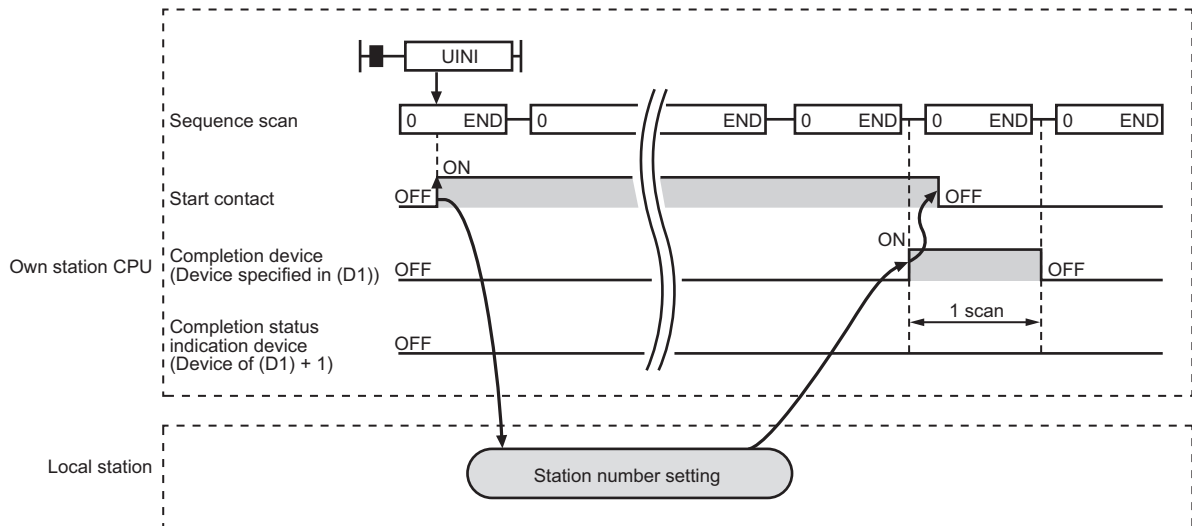 UINI
Sequence scan
0 END 0 END 0 END 0 END 0 END
ON
Start contact
OFF
OFF
Own station CPU
Completion device
(Device specified in (D1))
OFF
ON
OFF
1 scan
Completion status
indication device
(Device of (D1) + 1)
OFF
Local station
Station number setting